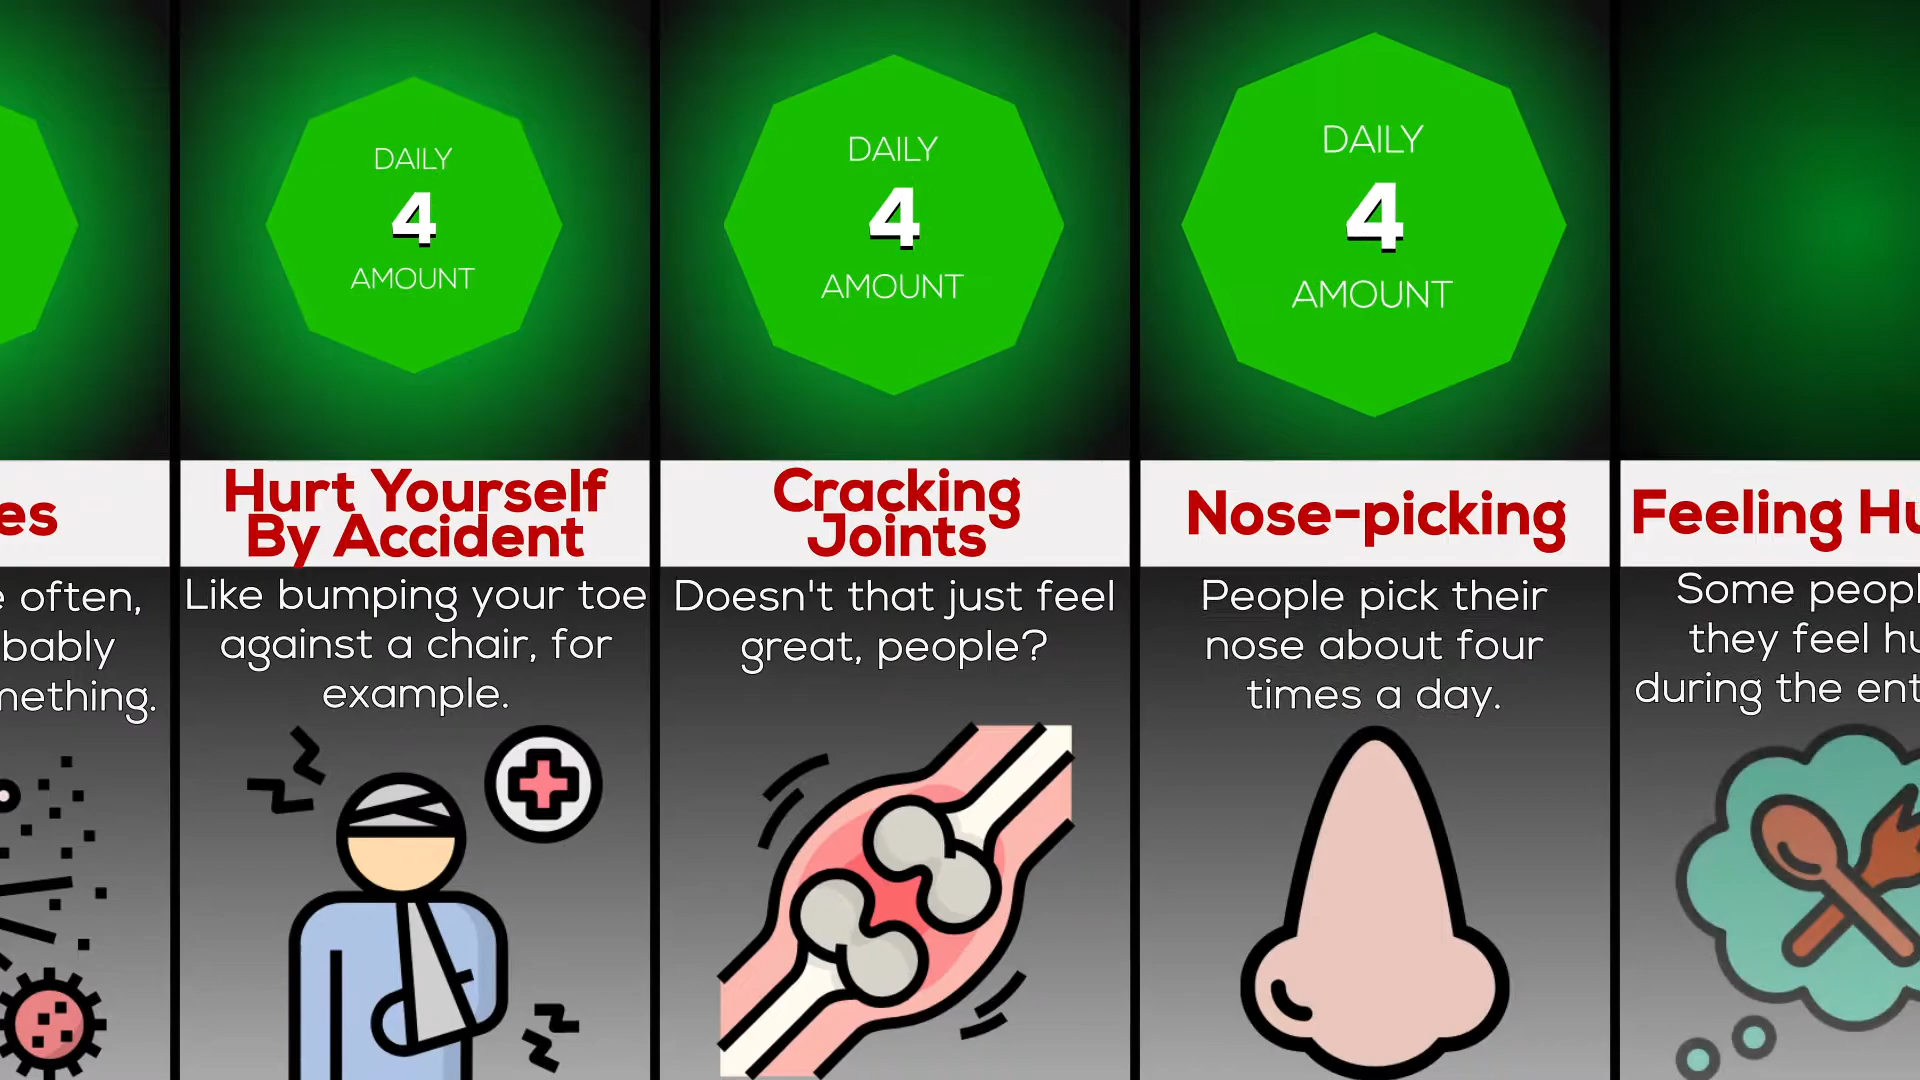 es
e often,
bably
mething.
DAILY
4
AMOUNT
Hurt Yourself
By Accident
Like bumping your toe
against a chair, for
example.
DAILY
4
AMOUNT
Cracking
Joints
Doesn't that just feel
great, people?
DAILY
4
AMOUNT
Nose-picking
People pick their
nose about four
times a day.
Feeling Hu
Some peopl
they feel hu
during the ent